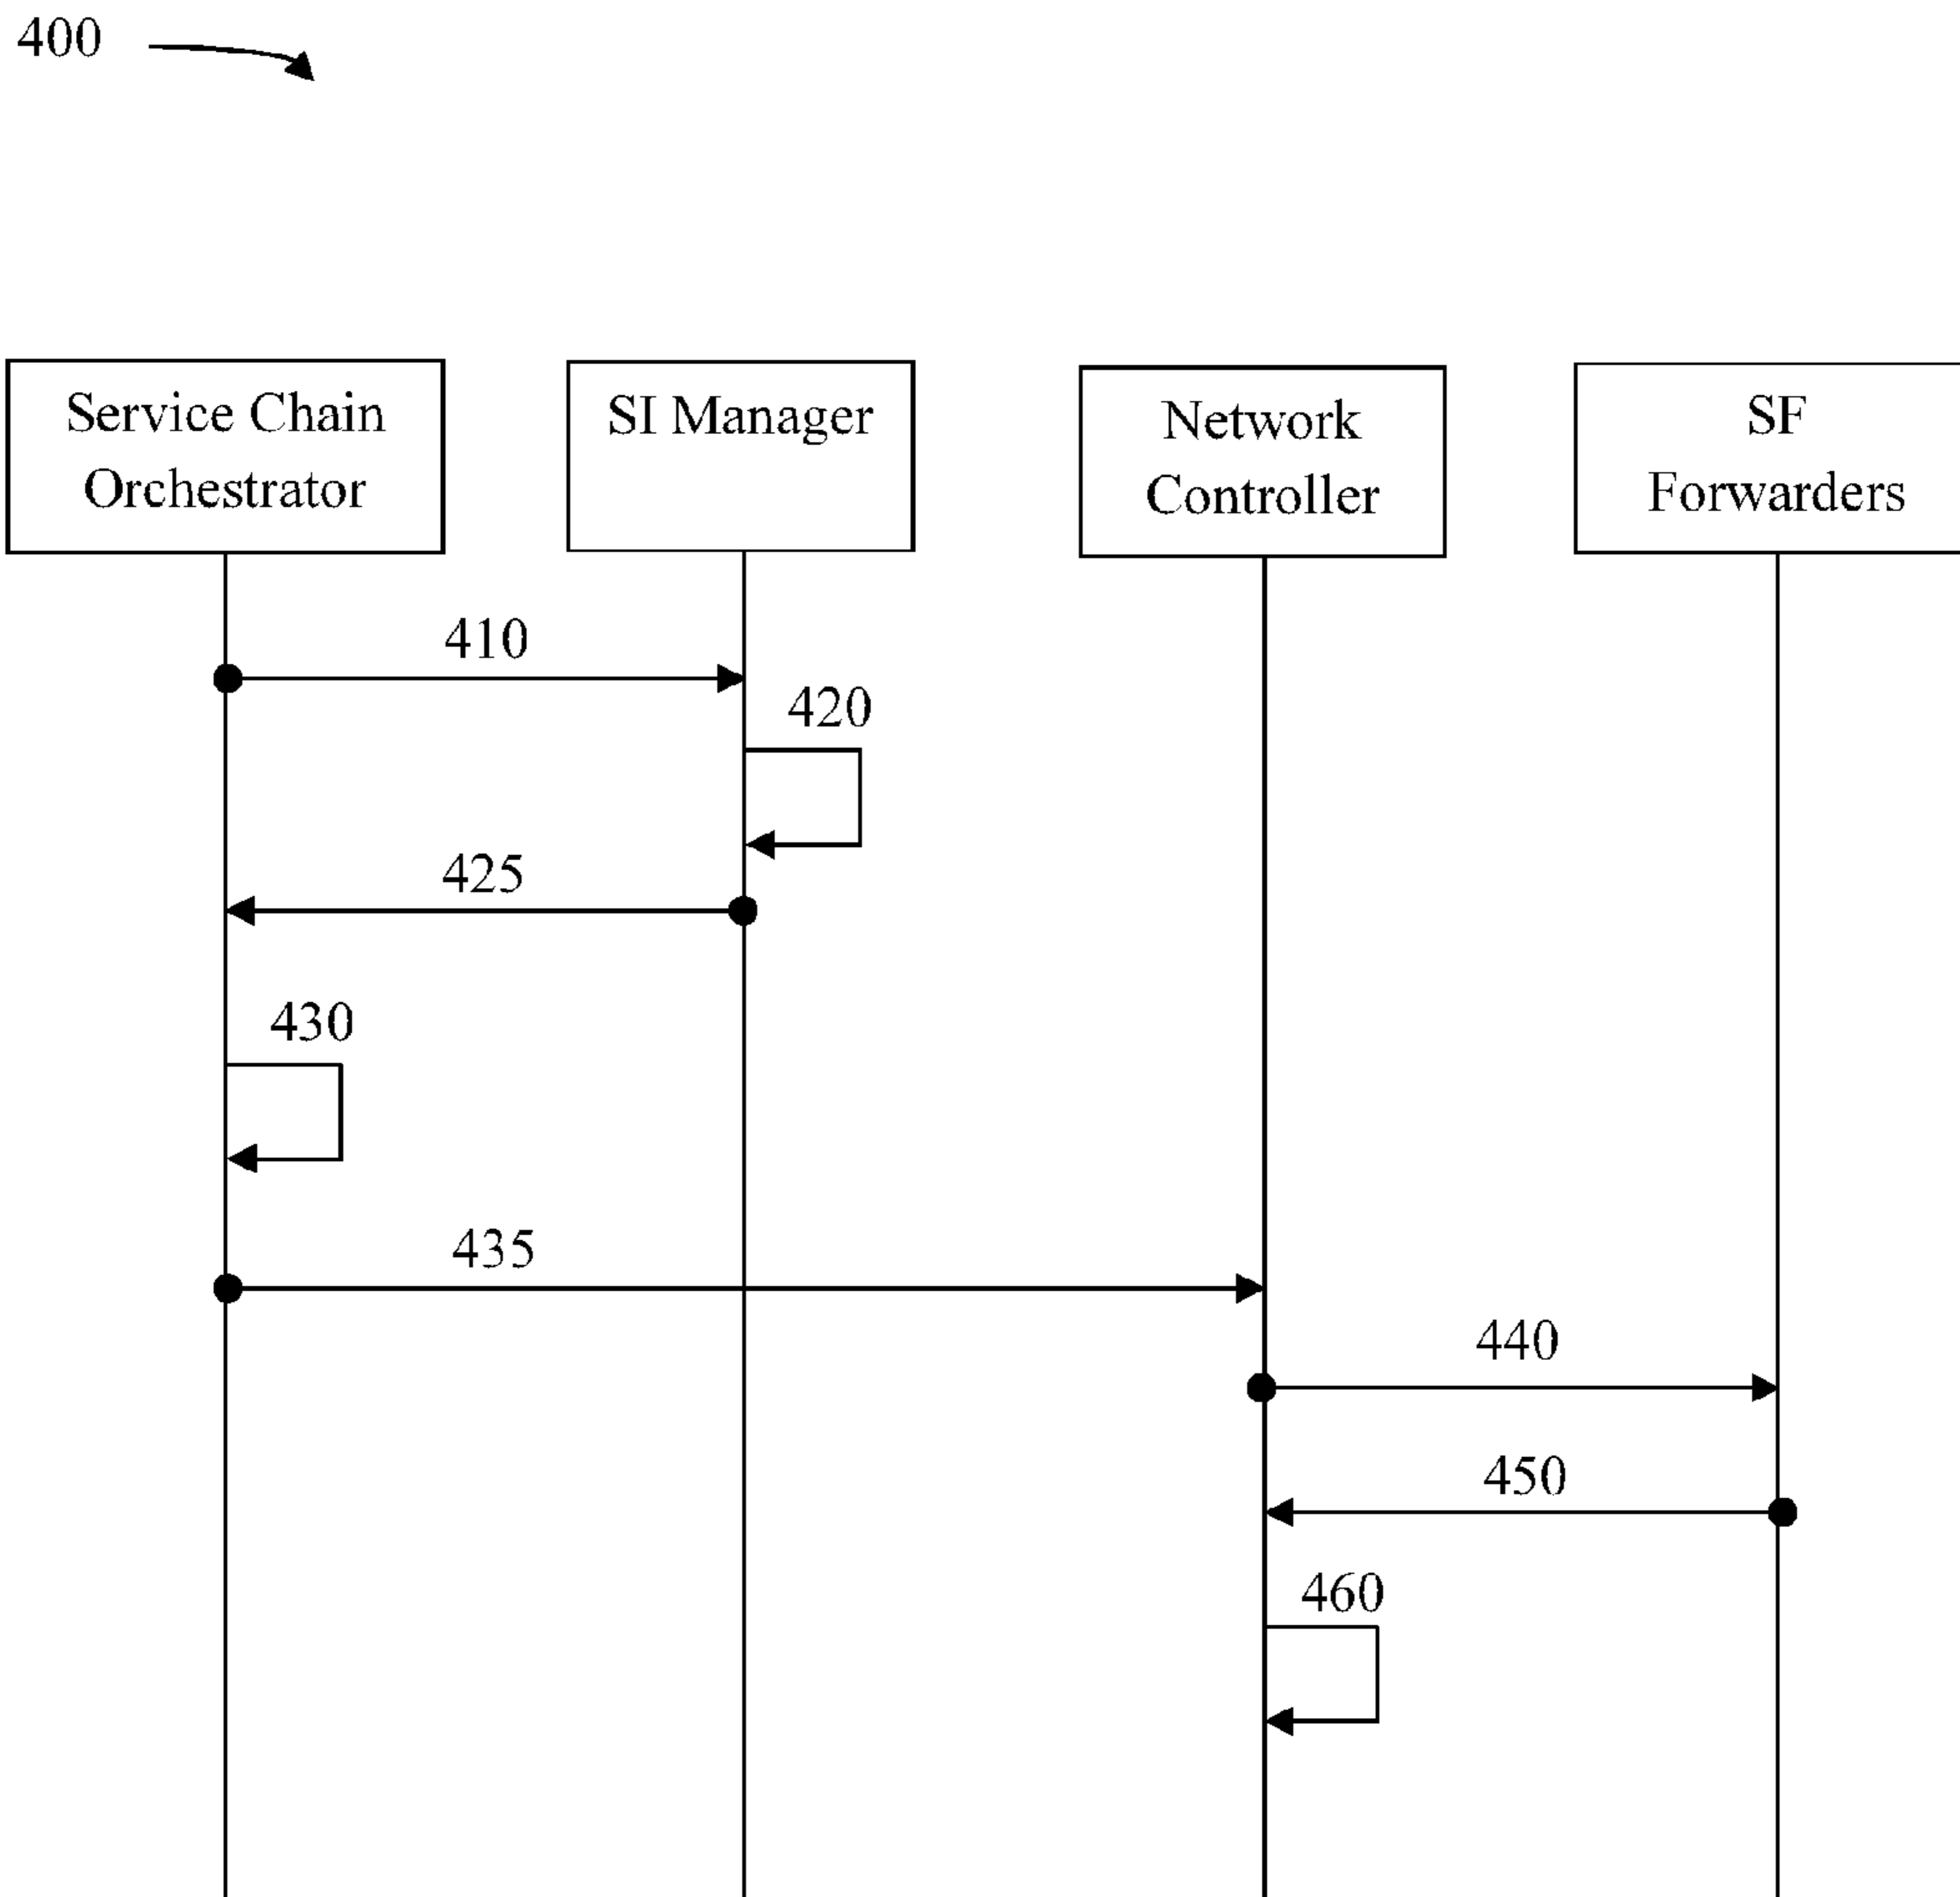 400
Service Chain
Orchestrator
SI Manager
Network
Controller
SF
Forwarders
410
420
425
430
435
440
450
460